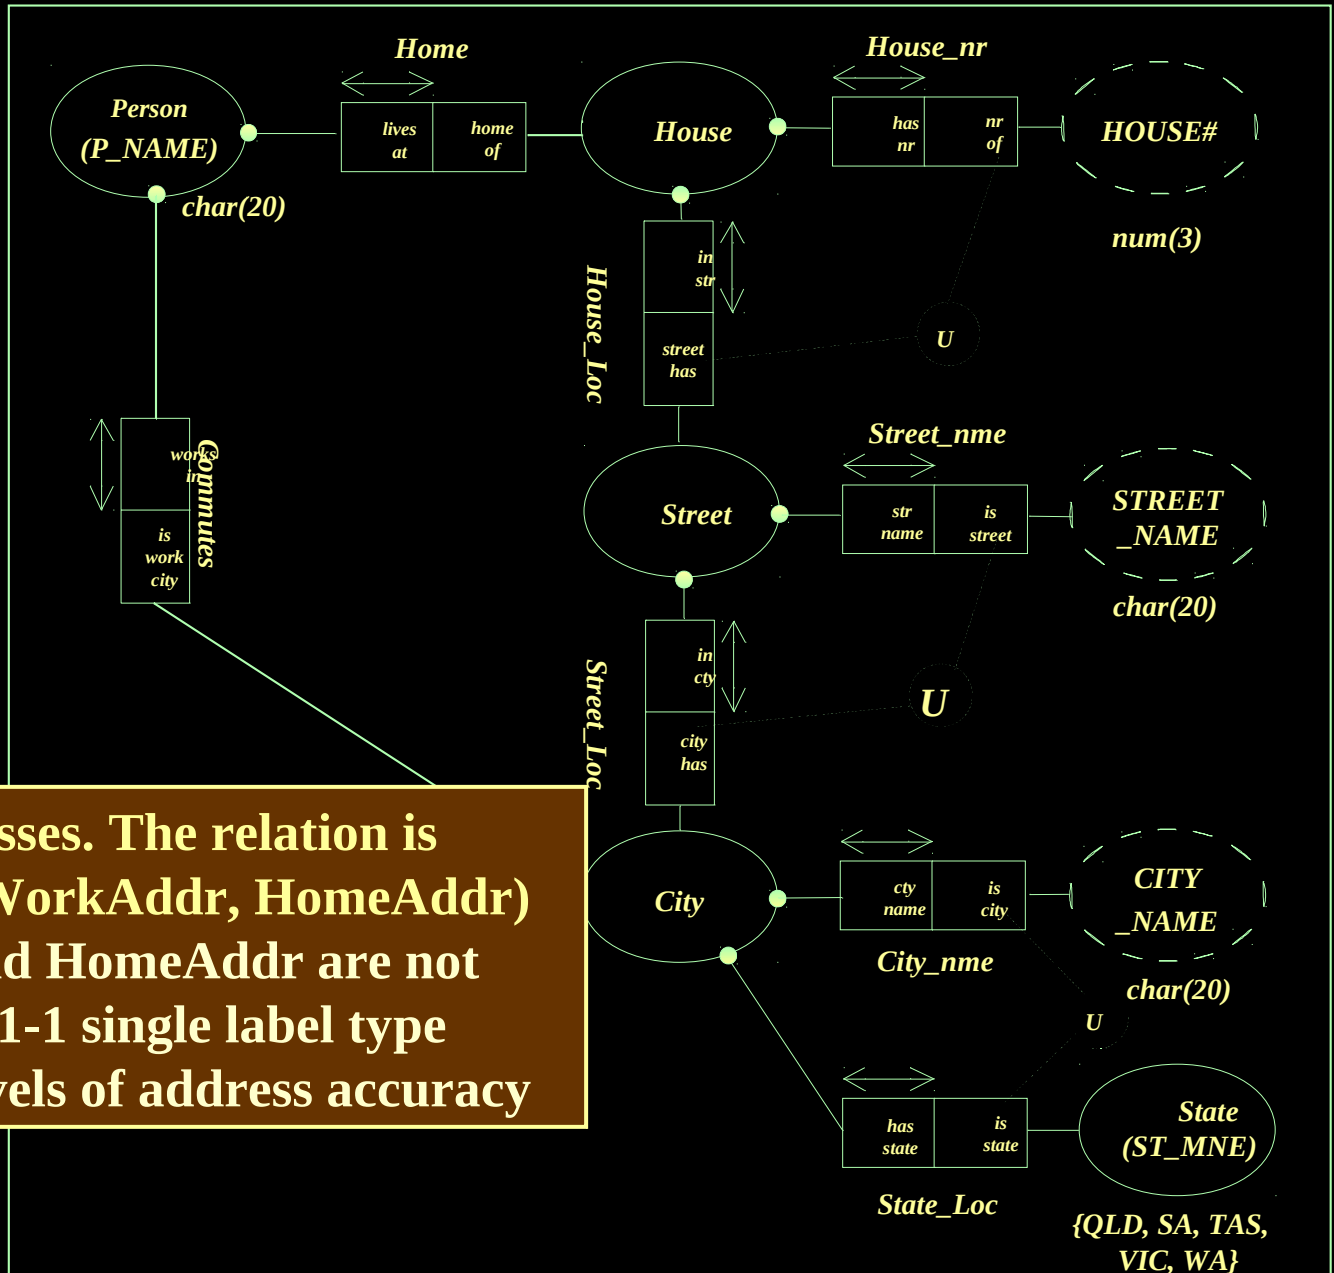 Home
House_nr
Person
(P_NAME)
lives
at
home
of
House
has
nr
nr
of
HOUSE#
char(20)
num(3)
House_Loc
in
str
street
has
U
Commutes
works
in
is
work
city
Street_nme
Street
str
name
is
street
STREET
_NAME
char(20)
Street_Loc
in
cty
city
has
U
sses. The relation is
WorkAddr, HomeAddr)
d HomeAddr are not
1-1 single label type
vels of address accuracy
City
cty
name
is
city
CITY
_NAME
City_nme
char(20)
U
has
state
is
state
State
(ST_MNE)
State_Loc
{QLD, SA, TAS,
VIC, WA}